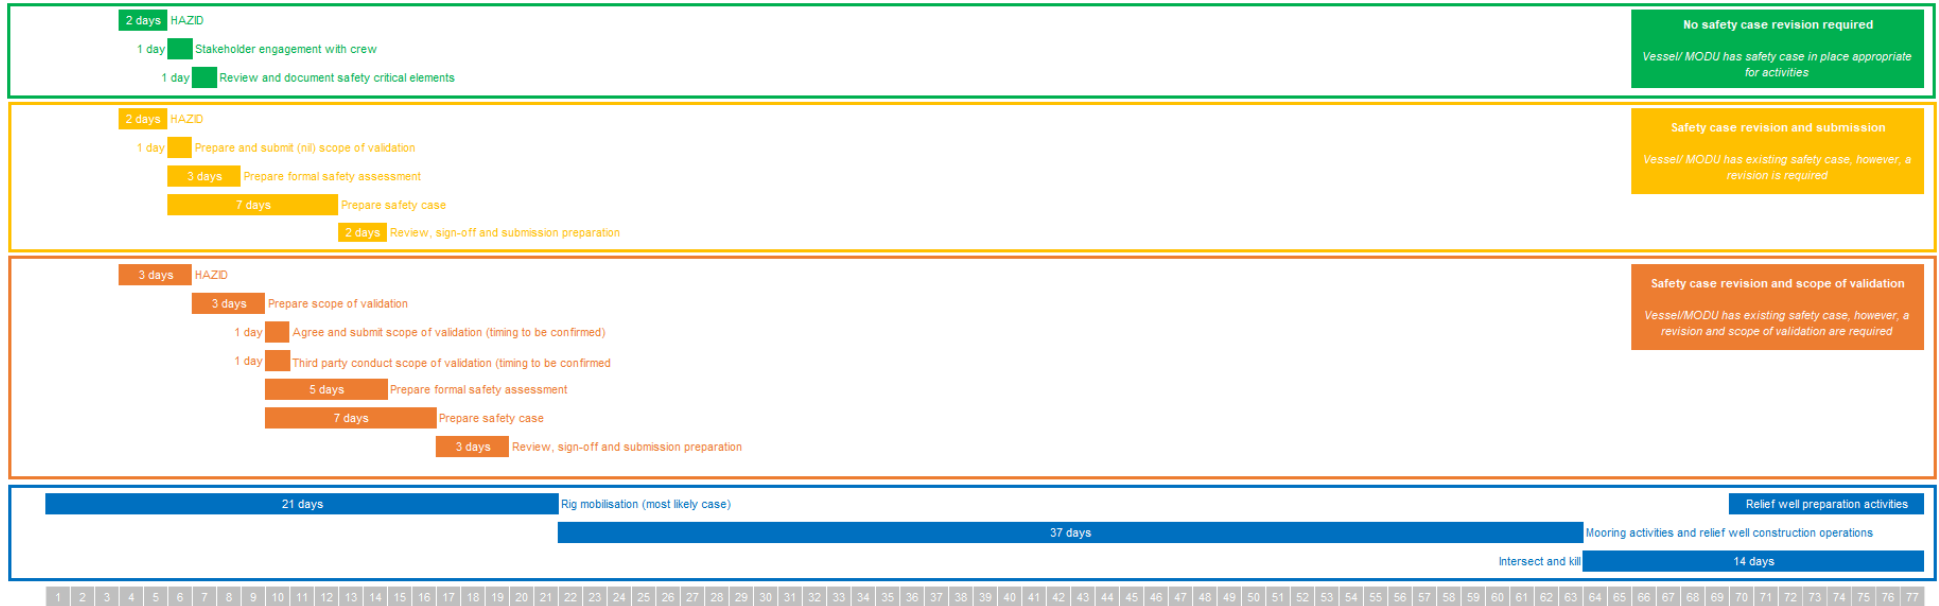 2 days HAZID
1 day Stakeholder engagement with crew
1 day Review and document safety critical elements
No safety case revision required
Vessel/ MODU has safety case in place appropriate
for activities
2 days HAZID
1 day Prepare and submit (nil) scope of validation
3 days Prepare formal safety assessment
7 days Prepare safety case
2 days Review, sign-off and submission preparation
Safety case revision and submission
Vessel/ MODU has existing safety case, however, a
revision is required
3 days HAZID
3 days Prepare scope of validation
1 day Agree and submit scope of validation (timing to be confirmed)
1 day Third party conduct scope of validation (timing to be confirmed
5 days Prepare formal safety assessment
7 days Prepare safety case
3 days Review, sign-off and submission preparation
Safety case revision and scope of validation
Vessel/MODU has existing safety case, however, a
revision and scope of validation are required
21 days Rig mobilisation (most likely case)
Relief well preparation activities
37 days Mooring activities and relief well construction operations
Intersect and kill 14 days
1 2 3 4 5 6 7 8 9 10 11 12 13 14 15 16 17 18 19 20 21 22 23 24 25 26 27 28 29 30 31 32 33 34 35 36 37 38 39 40 41 42 43 44 45 46 47 48 49 50 51 52 53 54 55 56 57 58 59 60 61 62 63 64 65 66 67 68 69 70 71 72 73 74 75 76 77